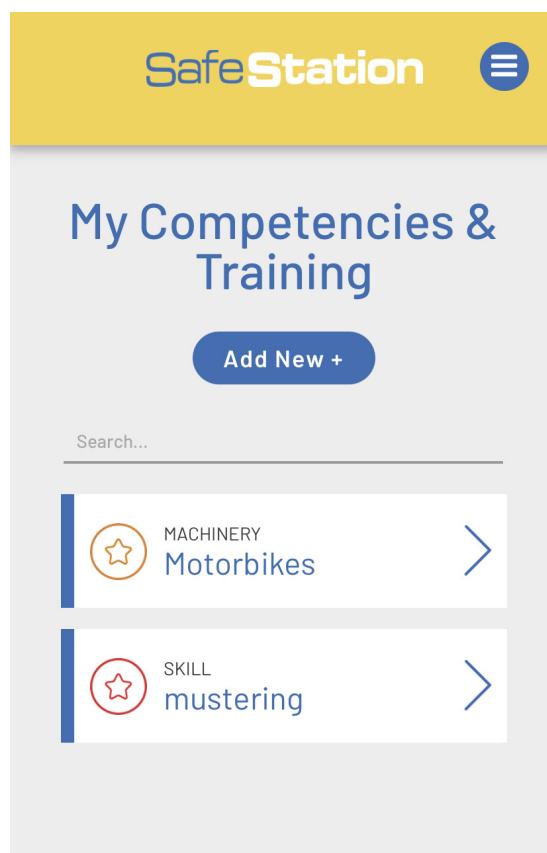 SafeStation
My Competencies &
Training
Add New +
Search...
MACHINERY
Motorbikes
SKILL
mustering